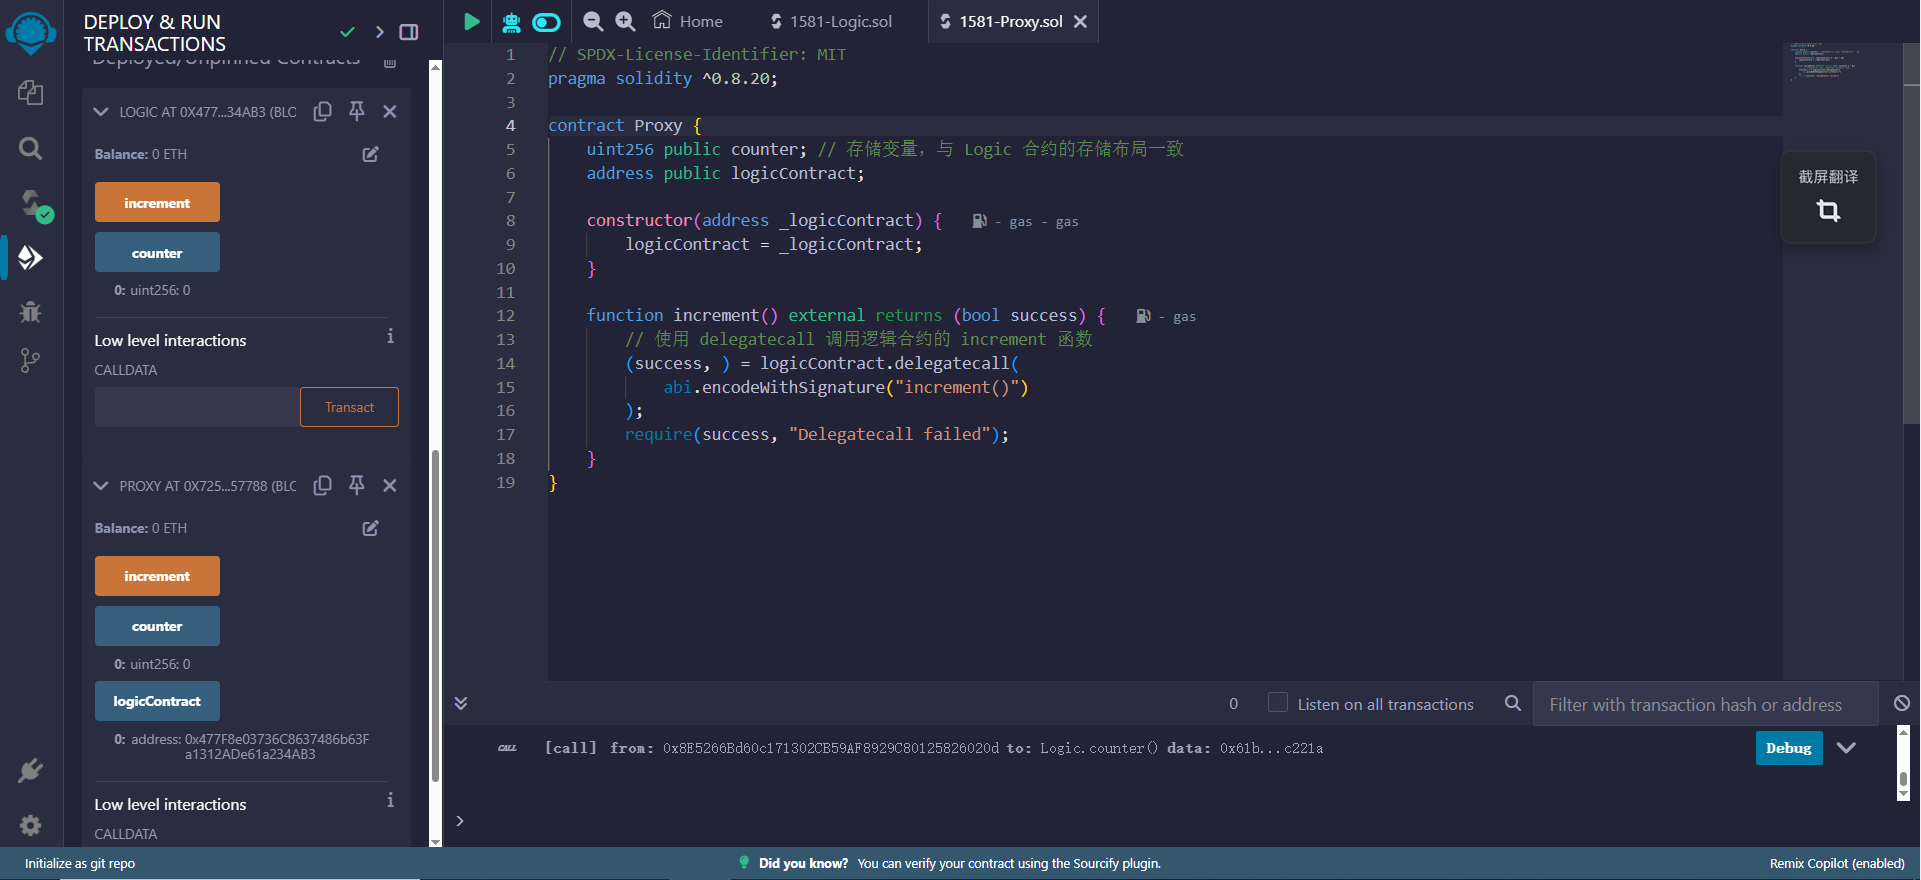 DEPLOY & RUN
TRANSACTIONS
Deployed/Unpinned Contracts
LOGIC AT 0X477...34AB3 (BLO
Balance: 0 ETH
increment
counter
0: uint256: 0
Low level interactions
CALLDATA
Transact
PROXY AT 0X725...57788 (BLO
Balance: 0 ETH
increment
counter
0: uint256: 0
logicContract
0: address: 0x477F8e03736C8637486b63F
a1312ADe61a234AB3
Low level interactions
CALLDATA
Home
1581-Logic.sol
1581-Proxy.sol
1 // SPDX-License-Identifier: MIT
2 pragma solidity ^0.8.20;
3
4 contract Proxy {
5 uint256 public counter; // 存储变量，与 Logic 合约的存储布局一致
6 address public logicContract;
7
8 constructor(address _logicContract) { - gas - gas
9 logicContract = _logicContract;
10 }
11
12 function increment() external returns (bool success) { - gas
13 // 使用 delegatecall 调用逻辑合约的 increment 函数
14 (success, ) = logicContract.delegatecall(
15 abi.encodeWithSignature("increment()")
16 );
17 require(success, "Delegatecall failed");
18 }
19 }
截屏翻译
0
Listen on all transactions
Filter with transaction hash or address
CALL [call] from: 0x8E5266Bd60c171302CB59AF8929C80125826020d to: Logic.counter() data: 0x61b...c221a
Debug
>
Initialize as git repo
Did you know? You can verify your contract using the Sourcify plugin.
Remix Copilot (enabled)